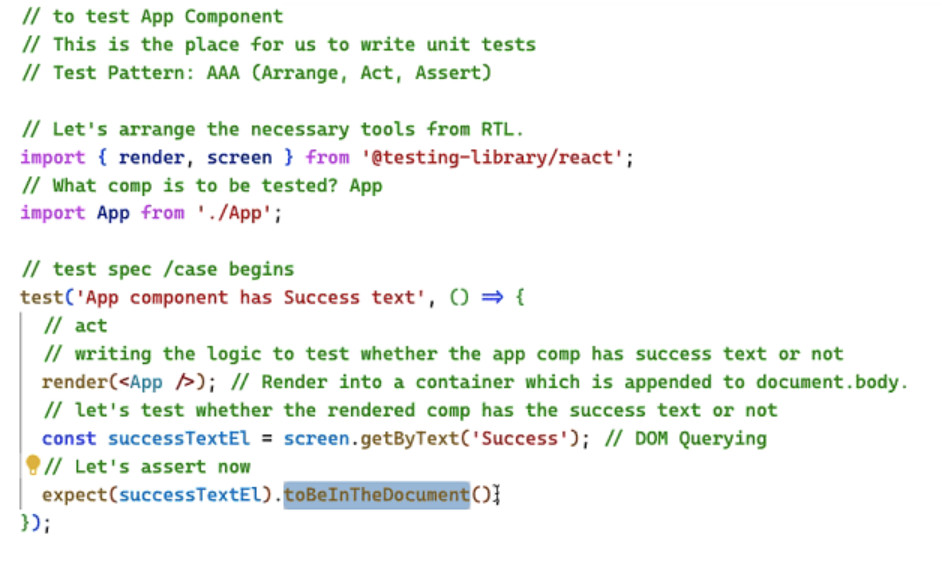 // to test App Component
// This is the place for us to write unit tests
// Test Pattern: AAA (Arrange, Act, Assert)
// Let's arrange the necessary tools from RTL.
import { render, screen } from '@testing-library/react';
// What comp is to be tested? App
import App from './App';
// test spec /case begins
test('App component has Success text', () => {
// act
// writing the logic to test whether the app comp has success text or not
render(<App />); // Render into a container which is appended to document.body.
// let's test whether the rendered comp has the success text or not
const successTextEl = screen.getByText('Success'); // DOM Querying
// Let's assert now
expect(successTextEl).toBeInTheDocument();
});